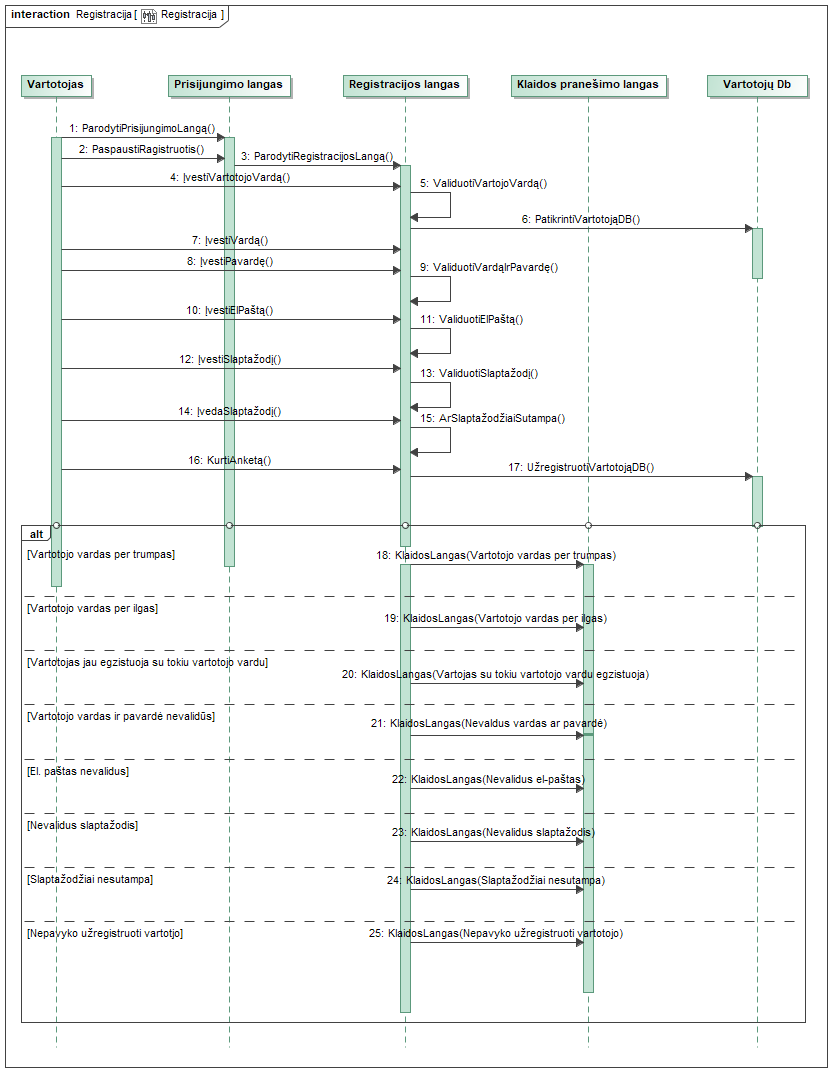 interaction Registracija [ Registracija ]
Vartotojas
Prisijungimo langas
Registracijos langas
Klaidos pranešimo langas
Vartotojų Db
1: ParodytiPrisijungimoLangą()
2: PaspaustiRagistruotis()
3: ParodytiRegistracijosLangą()
4: ĮvestiVartotojoVardą()
5: ValiduotiVartojoVardą()
6: PatikrintiVartotojąDB()
7: ĮvestiVardą()
8: ĮvestiPavardę()
9: ValiduotiVardąIrPavardę()
10: ĮvestiElPaštą()
11: ValiduotiElPaštą()
12: ĮvestiSlaptažodį()
13: ValiduotiSlaptažodį()
14: ĮvedaSlaptažodį()
15: ArSlaptažodžiaiSutampa()
16: KurtiAnketą()
17: UžregistruotiVartotojąDB()
alt
[Vartotojo vardas per trumpas]
18: KlaidosLangas(Vartotojo vardas per trumpas)
[Vartotojo vardas per ilgas]
19: KlaidosLangas(Vartotojo vardas per ilgas)
[Vartotojas jau egzistuoja su tokiu vartotojo vardu]
20: KlaidosLangas(Vartojas su tokiu vartotojo vardu egzistuoja)
[Vartotojo vardas ir pavardė nevalidūs]
21: KlaidosLangas(Nevaldus vardas ar pavardė)
[El. paštas nevalidus]
22: KlaidosLangas(Nevalidus el-paštas)
[Nevalidus slaptažodis]
23: KlaidosLangas(Nevalidus slaptažodis)
[Slaptažodžiai nesutampa]
24: KlaidosLangas(Slaptažodžiai nesutampa)
[Nepavyko užregistruoti vartotjo]
25: KlaidosLangas(Nepavyko užregistruoti vartotojo)